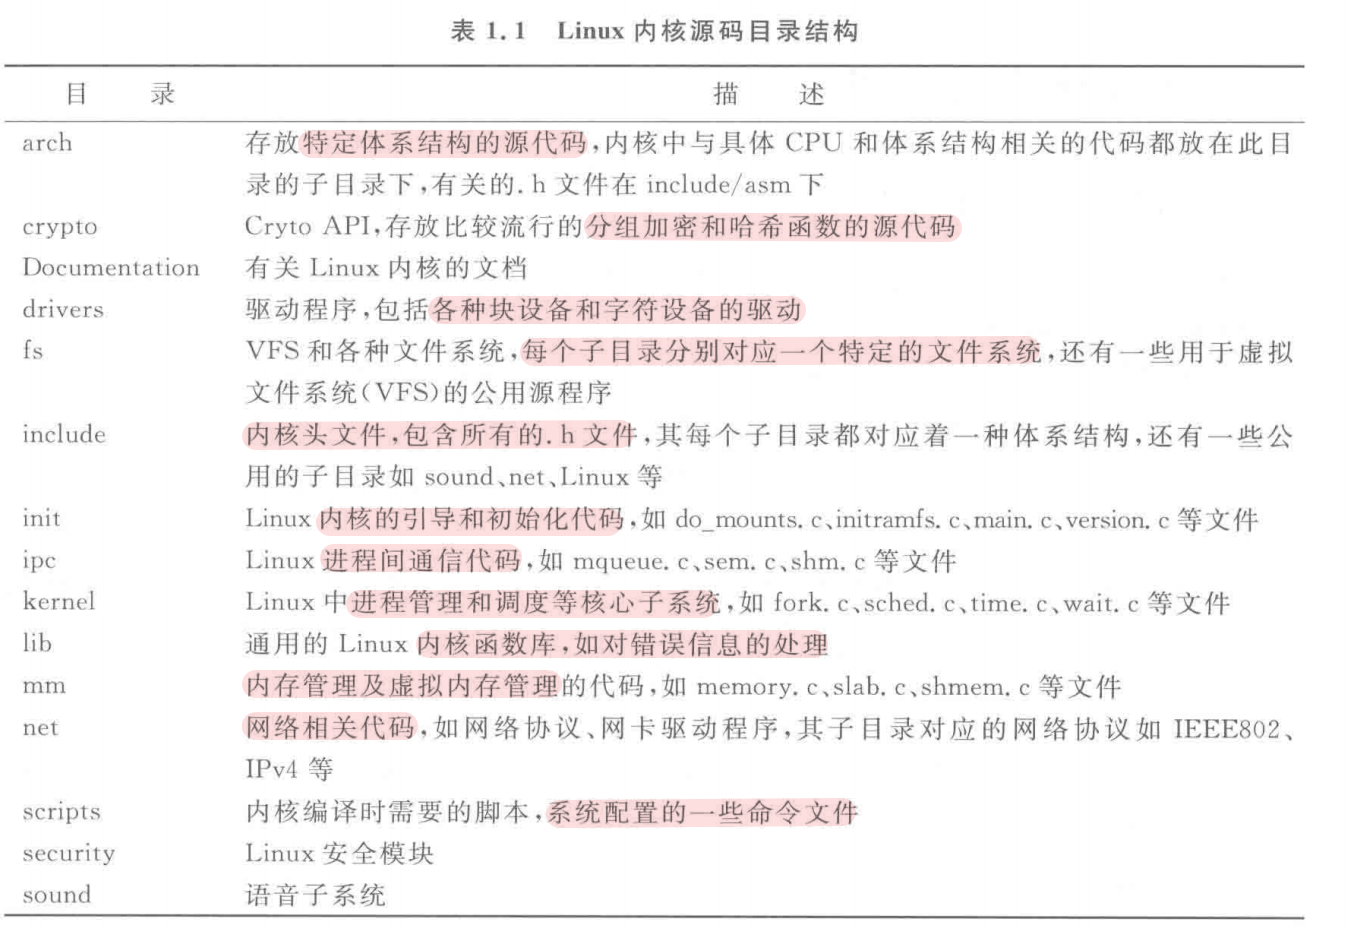 表 1.1 Linux 内核源码目录结构
目 录 描 述
arch 存放特定体系结构的源代码,内核中与具体 CPU 和体系结构相关的代码都放在此目
录的子目录下,有关的.h 文件在 include/asm 下
crypto Cryto API,存放比较流行的分组加密和哈希函数的源代码
Documentation 有关 Linux 内核的文档
drivers 驱动程序,包括各种块设备和字符设备的驱动
fs VFS 和各种文件系统,每个子目录分别对应一个特定的文件系统,还有一些用于虚拟
文件系统(VFS)的公用源程序
include 内核头文件,包含所有的.h 文件,其每个子目录都对应着一种体系结构,还有一些公
用的子目录如 sound、net、Linux 等
init Linux 内核的引导和初始化代码,如 do_mounts.c、initramfs.c、main.c、version.c 等文件
ipc Linux 进程间通信代码,如 mqueue.c、sem.c、shm.c 等文件
kernel Linux 中进程管理和调度等核心子系统,如 fork.c、sched.c、time.c、wait.c 等文件
lib 通用的 Linux 内核函数库,如对错误信息的处理
mm 内存管理及虚拟内存管理的代码,如 memory.c、slab.c、shmem.c 等文件
net 网络相关代码,如网络协议、网卡驱动程序,其子目录对应的网络协议如 IEEE802、
IPv4 等
scripts 内核编译时需要的脚本,系统配置的一些命令文件
security Linux 安全模块
sound 语音子系统